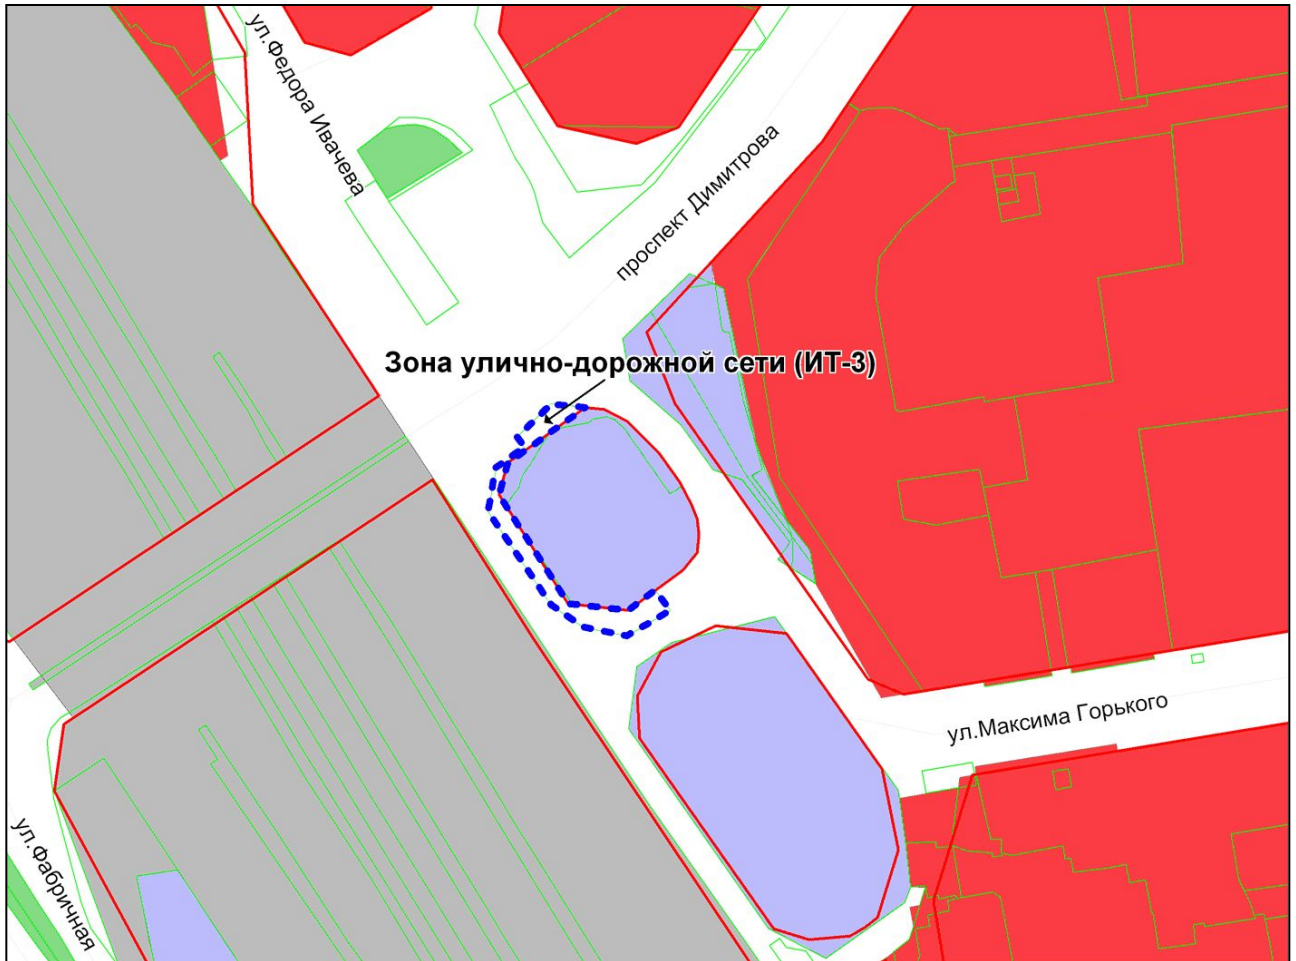 ул.Федора Ивачева
проспект Димитрова
Зона улично-дорожной сети (ИТ-3)
ул.Максима Горького
ул.Фабричная